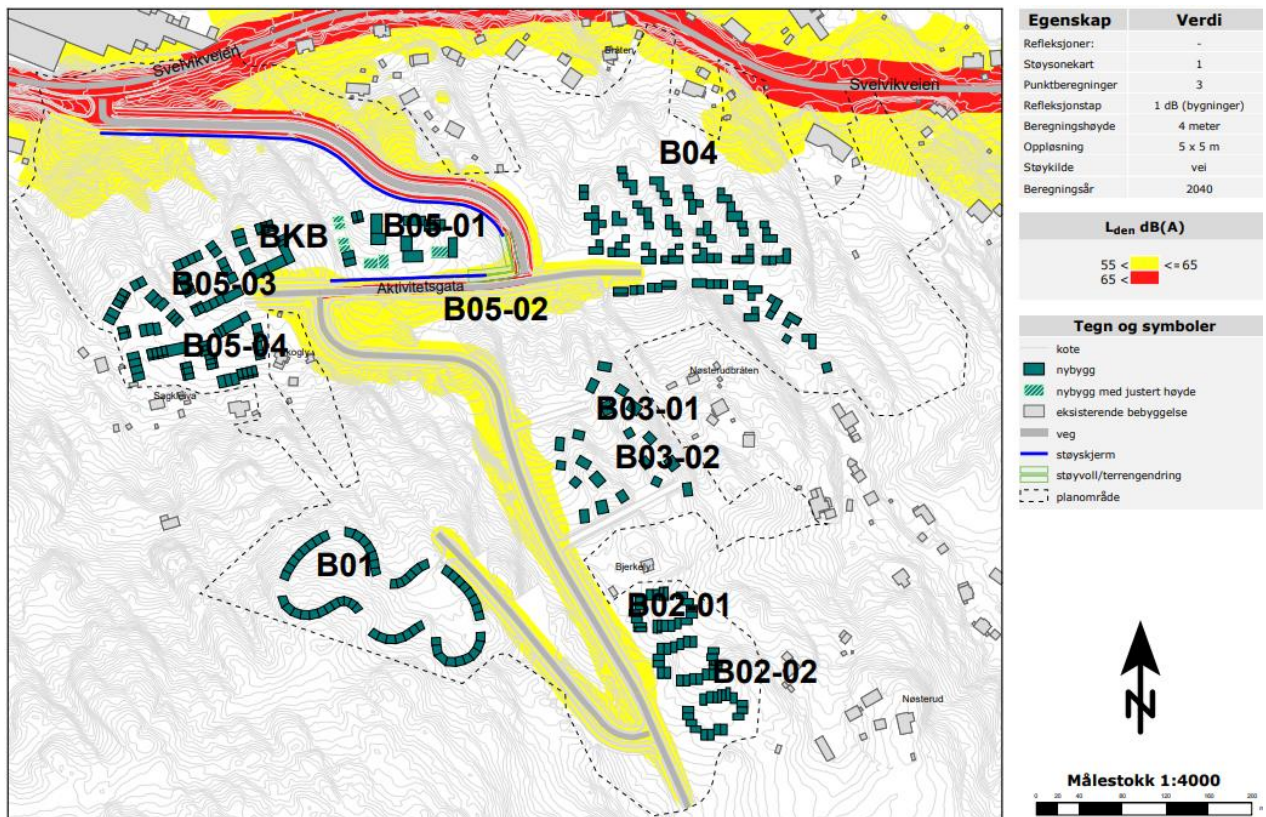 Svelvikveien
Bråten
Svelvikveien
B04
B05-01
BKB
B05-03
Aktivitetsgata
B05-02
B05-04
kogly
Nøsterudbråten
Søgkleiva
B03-01
B03-02
B01
Bjerkely
B02-01
B02-02
Nøsterud
Egenskap Verdi
Refleksjoner: -
Støysonekart 1
Punktberegninger 3
Refleksjonstap 1 dB (bygninger)
Beregningshøyde 4 meter
Oppløsning 5 x 5 m
Støykilde vei
Beregningsår 2040
Lden dB(A)
55 < <= 65
65 <
Tegn og symboler
kote
nybygg
nybygg med justert høyde
eksisterende bebyggelse
veg
støyskjerm
støyvoll/terrengendring
planområde
N
Målestokk 1:4000
0 20 40 80 120 160 200
m